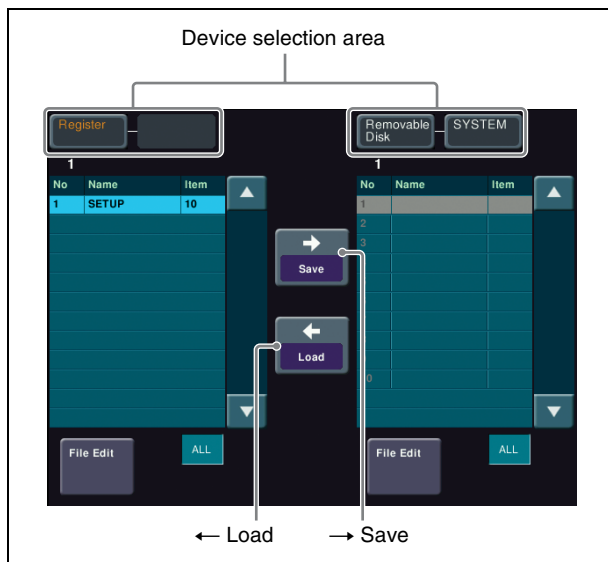 Device selection area
Register
Removable Disk
SYSTEM
1
1
No Name Item
1 SETUP 10
No Name Item
1
2
3
0
→
Save
←
Load
File Edit
ALL
File Edit
ALL
← Load
→ Save